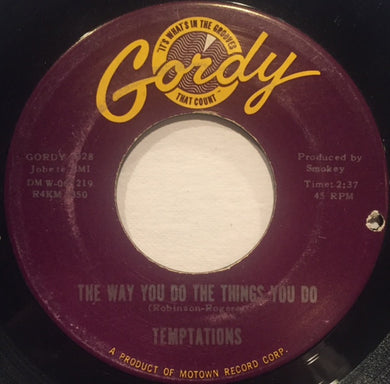 "IT'S WHAT'S IN THE GROOVES
Gordy
THAT COUNT"
GORDY
Jobete
Produced by
Smokey
Time: 2:37
45 RPM
THE WAY YOU DO THE THINGS YOU DO
TEMPTATIONS
A PRODUCT OF MOTOWN RECORD CORP.